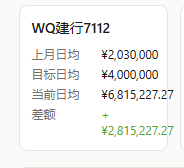 WQ建行7112
上月日均 ¥2,030,000
目标日均 ¥4,000,000
当前日均 ¥6,815,227.27
差额 +
¥2,815,227.27